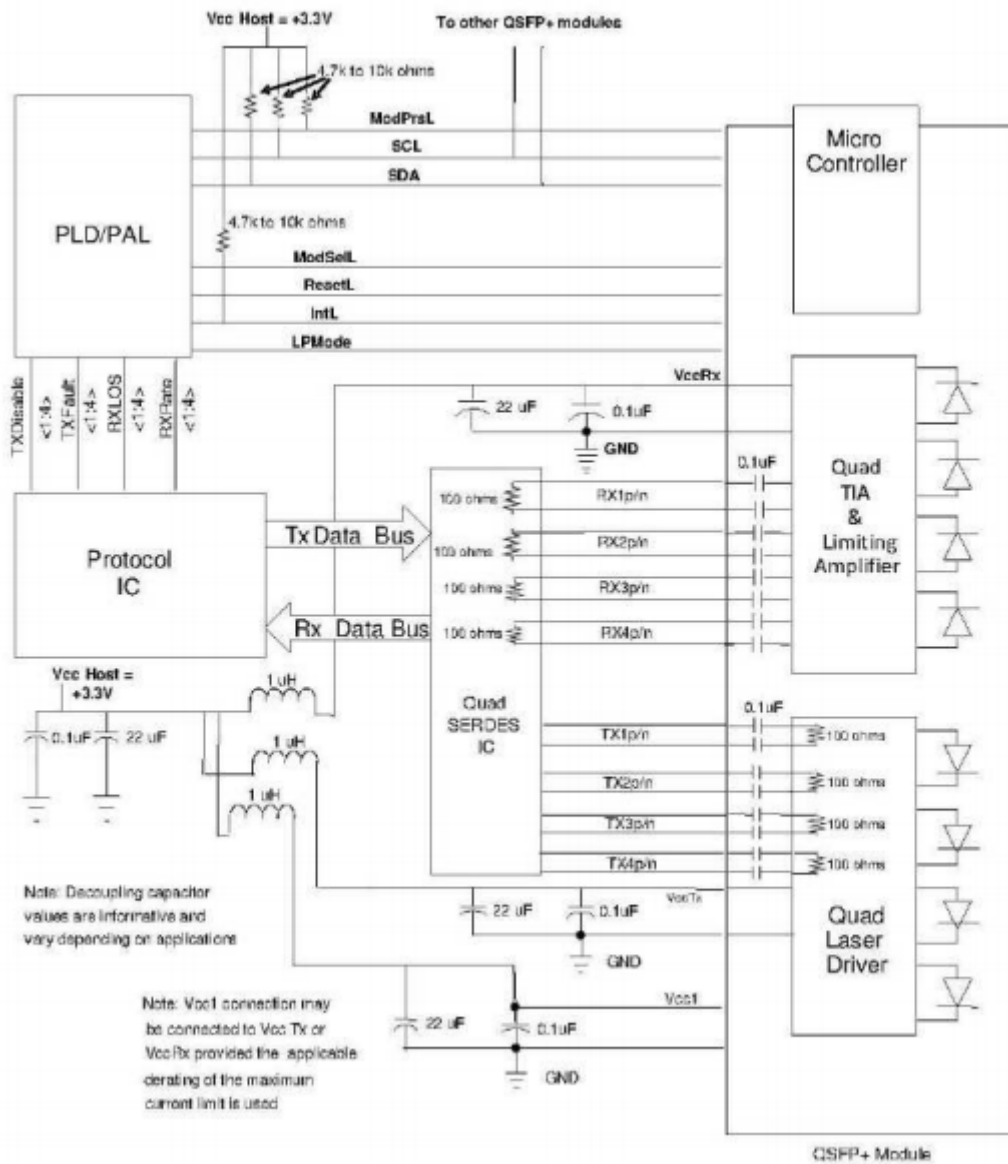 Vcc Host = +3.3V
To other QSFP+ modules
4.7k to 10k ohms
ModPrsL
SCL
SDA
Micro
Controller
PLD/PAL
4.7k to 10k ohms
ModSelL
ResetL
IntL
LPMode
TXDisable
<1:4>
TXFault
<1:4>
RXLOS
<1:4>
RXRate
<1:4>
VccRx
22 uF
0.1uF
GND
0.1uF
Quad
TIA
&
Limiting
Amplifier
100 ohms
RX1p/n
100 ohms
RX2p/n
100 ohms
RX3p/n
100 ohms
RX4p/n
Tx Data Bus
Protocol
IC
Rx Data Bus
Vcc Host =
+3.3V
1 uH
0.1uF
22 uF
1 uH
1 uH
Quad
SERDES
IC
0.1uF
TX1p/n
100 ohms
TX2p/n
100 ohms
TX3p/n
100 ohms
TX4p/n
100 ohms
Note: Decoupling capacitor
values are informative and
vary depending on applications
22 uF
0.1uF
VccTx
GND
Quad
Laser
Driver
Note: Vcc1 connection may
be connected to Vcc Tx or
Vcc Rx provided the applicable
derating of the maximum
current limit is used
22 uF
0.1uF
Vcc1
GND
QSFP+ Module